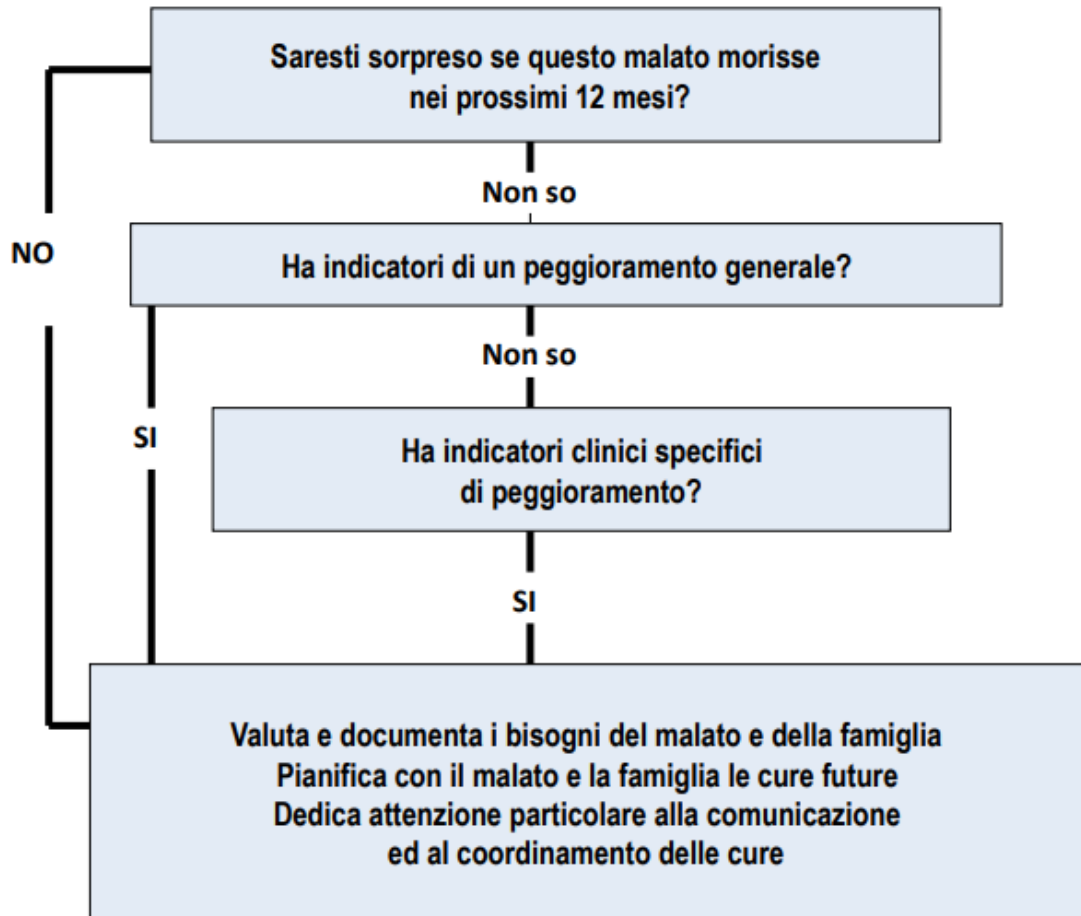 Saresti sorpreso se questo malato morisse
nei prossimi 12 mesi?
Non so
NO
Ha indicatori di un peggioramento generale?
Non so
SI
Ha indicatori clinici specifici
di peggioramento?
SI
Valuta e documenta i bisogni del malato e della famiglia
Pianifica con il malato e la famiglia le cure future
Dedica attenzione particolare alla comunicazione
ed al coordinamento delle cure